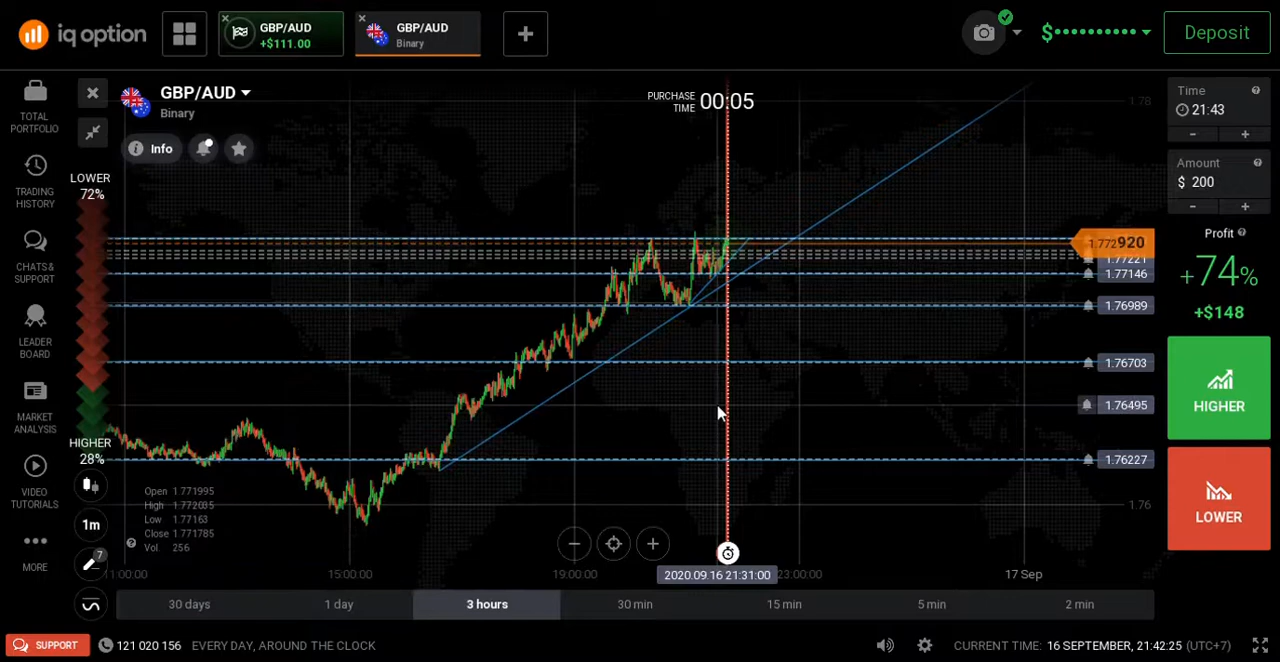 iq option
GBP/AUD
+$111.00
GBP/AUD
Binary
Deposit
TOTAL
PORTFOLIO
TRADING
HISTORY
CHATS &
SUPPORT
LEADER
BOARD
MARKET
ANALYSIS
VIDEO
TUTORIALS
MORE
GBP/AUD
Binary
Info
LOWER
72%
HIGHER
28%
1m
7
Open 1.771995
High 1.772035
Low 1.77163
Close 1.771785
Vol. 256
PURCHASE
TIME 00:05
1.78
1.772920
1.77221
1.77146
1.76989
1.76703
1.76495
1.76227
1.76
11:00:00
15:00:00
19:00:00
2020.09.16 21:31:00
23:00:00
17 Sep
30 days
1 day
3 hours
30 min
15 min
5 min
2 min
Time
21:43
- +
Amount
$ 200
- +
Profit
+74%
+$148
HIGHER
LOWER
SUPPORT
121 020 156
EVERY DAY, AROUND THE CLOCK
CURRENT TIME: 16 SEPTEMBER, 21:42:25 (UTC+7)